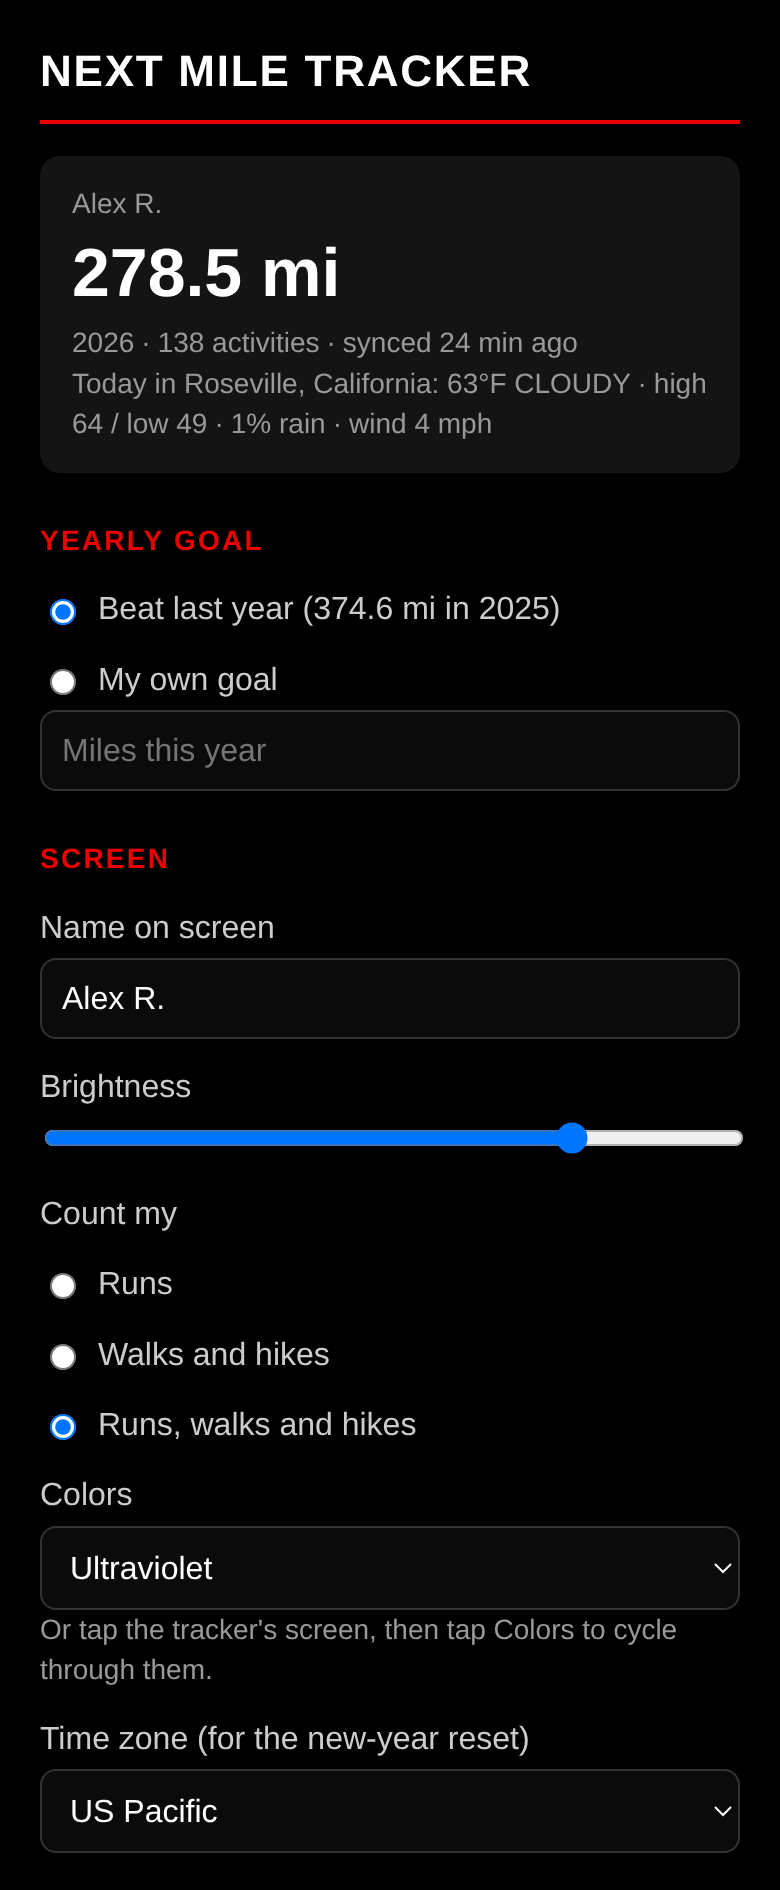 NEXT MILE TRACKER
Alex R.
278.5 mi
2026 · 138 activities · synced 24 min ago
Today in Roseville, California: 63°F CLOUDY · high
64 / low 49 · 1% rain · wind 4 mph
YEARLY GOAL
Beat last year (374.6 mi in 2025)
My own goal
Miles this year
SCREEN
Name on screen
Alex R.
Brightness
Count my
Runs
Walks and hikes
Runs, walks and hikes
Colors
Ultraviolet
Or tap the tracker's screen, then tap Colors to cycle
through them.
Time zone (for the new-year reset)
US Pacific